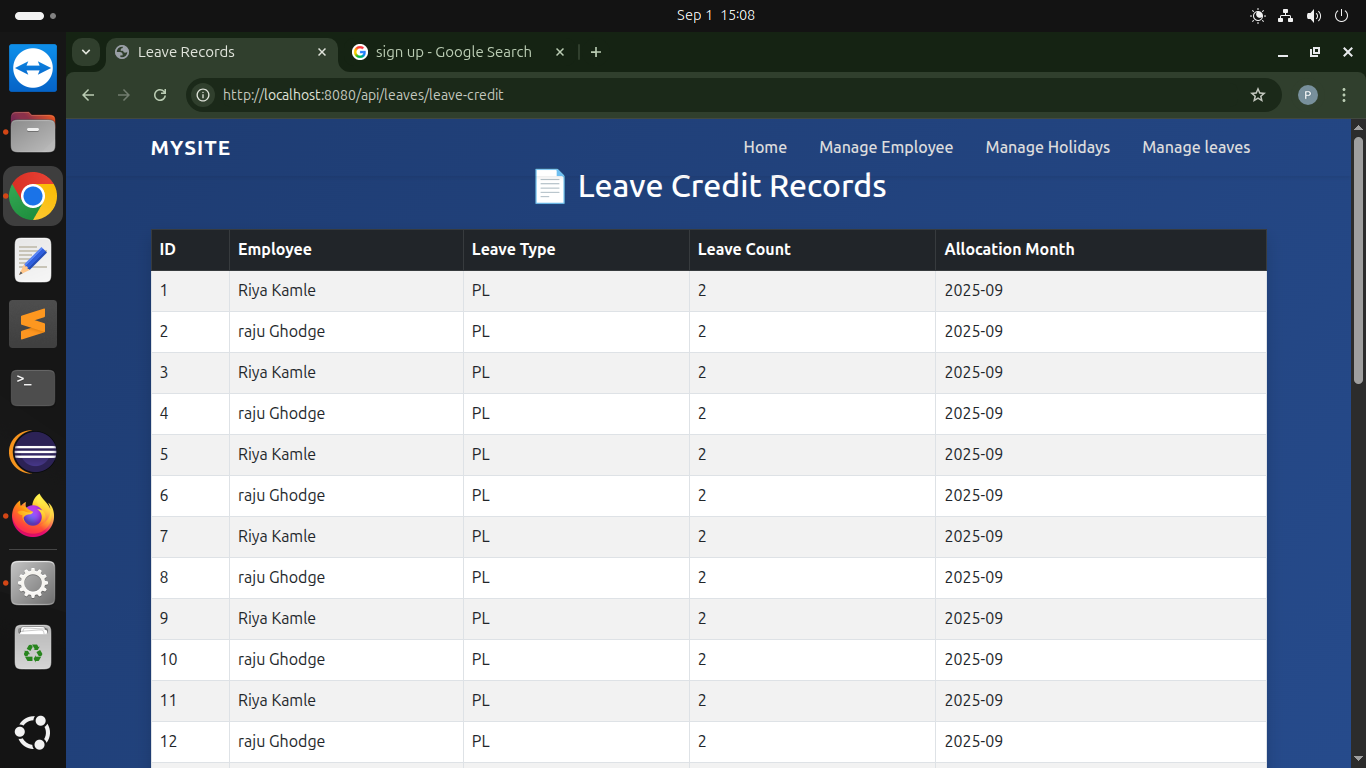 Sep 1 15:08
Leave Records
sign up - Google Search
http://localhost:8080/api/leaves/leave-credit
P
MYSITE Home Manage Employee Manage Holidays Manage leaves
Leave Credit Records
ID Employee Leave Type Leave Count Allocation Month
1 Riya Kamle PL 2 2025-09
2 raju Ghodge PL 2 2025-09
3 Riya Kamle PL 2 2025-09
4 raju Ghodge PL 2 2025-09
5 Riya Kamle PL 2 2025-09
6 raju Ghodge PL 2 2025-09
7 Riya Kamle PL 2 2025-09
8 raju Ghodge PL 2 2025-09
9 Riya Kamle PL 2 2025-09
10 raju Ghodge PL 2 2025-09
11 Riya Kamle PL 2 2025-09
12 raju Ghodge PL 2 2025-09